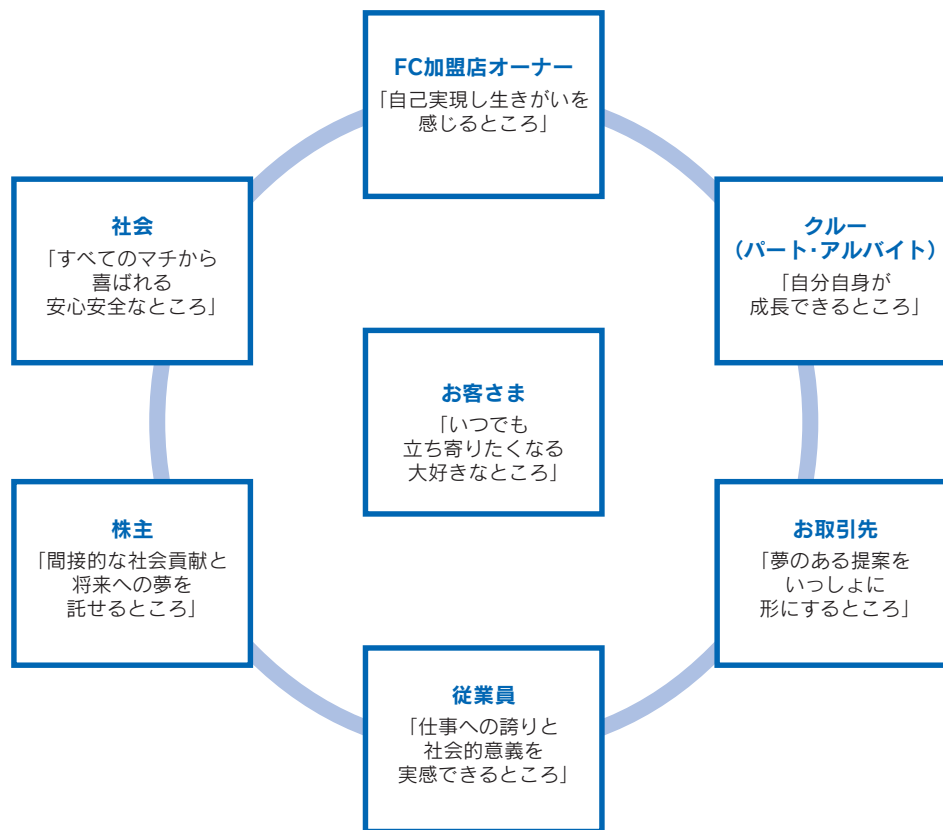 FC加盟店オーナー
「自己実現し生きがいを
感じるところ」
社会
「すべてのマチから
喜ばれる
安心安全なところ」
クルー
(パート・アルバイト)
「自分自身が
成長できるところ」
お客さま
「いつでも
立ち寄りたくなる
大好きなところ」
株主
「間接的な社会貢献と
将来への夢を
託せるところ」
お取引先
「夢のある提案を
いっしょに
形にするところ」
従業員
「仕事への誇りと
社会的意義を
実感できるところ」